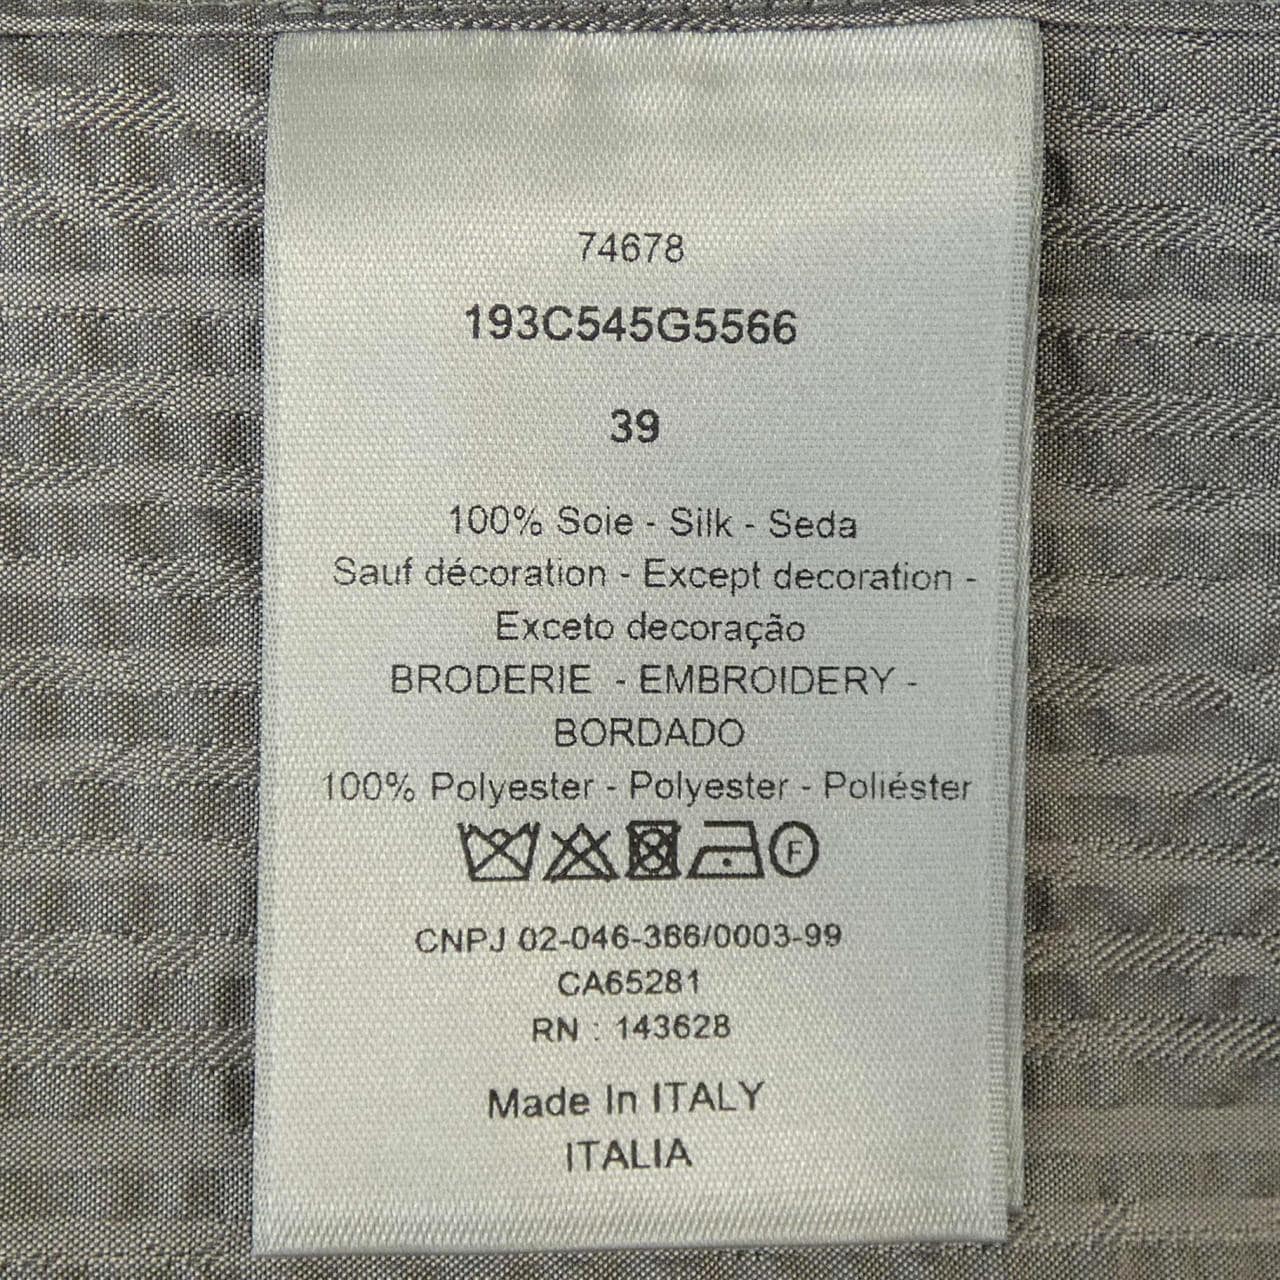 74678
193C545G5566
39
100% Soie - Silk - Seda
Sauf décoration - Except decoration -
Exceto decoração
BRODERIE - EMBROIDERY -
BORDADO
100% Polyester - Polyester - Poliéster
F
CNPJ 02-046-366/0003-99
CA65281
RN : 143628
Made In ITALY
ITALIA